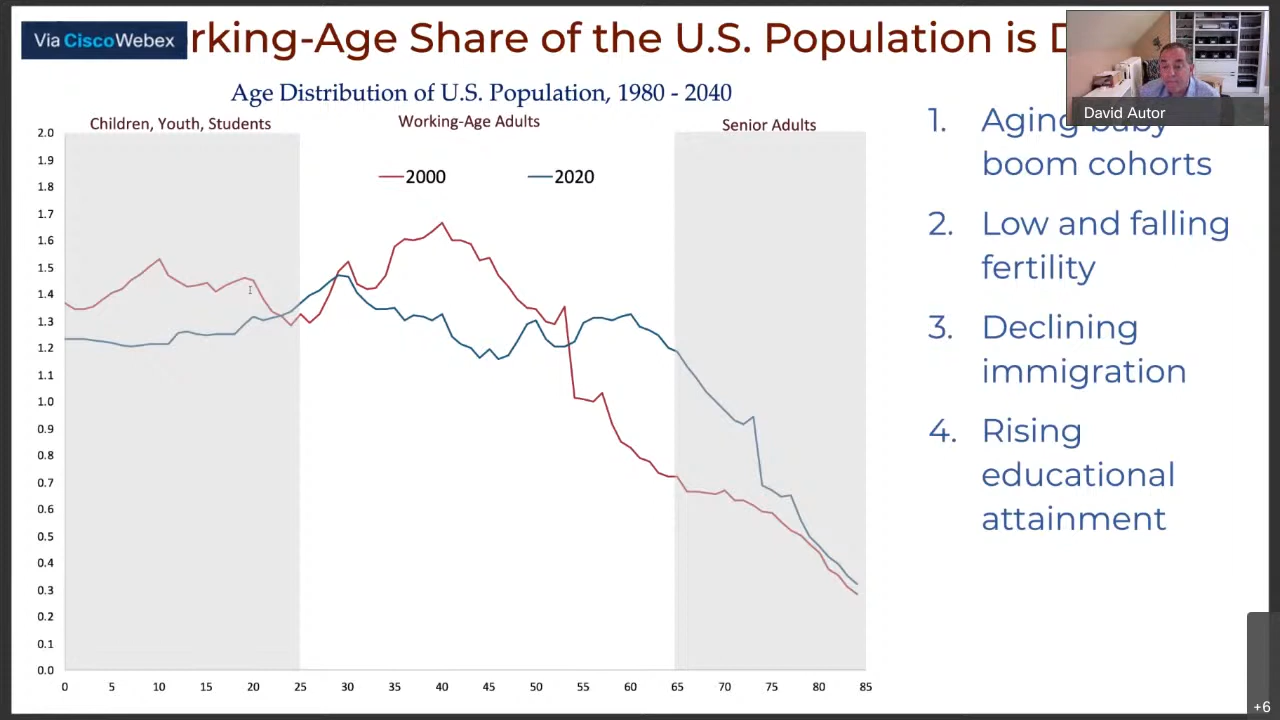 Via CiscoWebex
rking-Age Share of the U.S. Population is D
David Autor
Age Distribution of U.S. Population, 1980 - 2040
Children, Youth, Students
Working-Age Adults
Senior Adults
2000
2020
2.0
1.9
1.8
1.7
1.6
1.5
1.4
1.3
1.2
1.1
1.0
0.9
0.8
0.7
0.6
0.5
0.4
0.3
0.2
0.1
0.0
0 5 10 15 20 25 30 35 40 45 50 55 60 65 70 75 80 85
1. Aging baby
boom cohorts
2. Low and falling
fertility
3. Declining
immigration
4. Rising
educational
attainment
+6